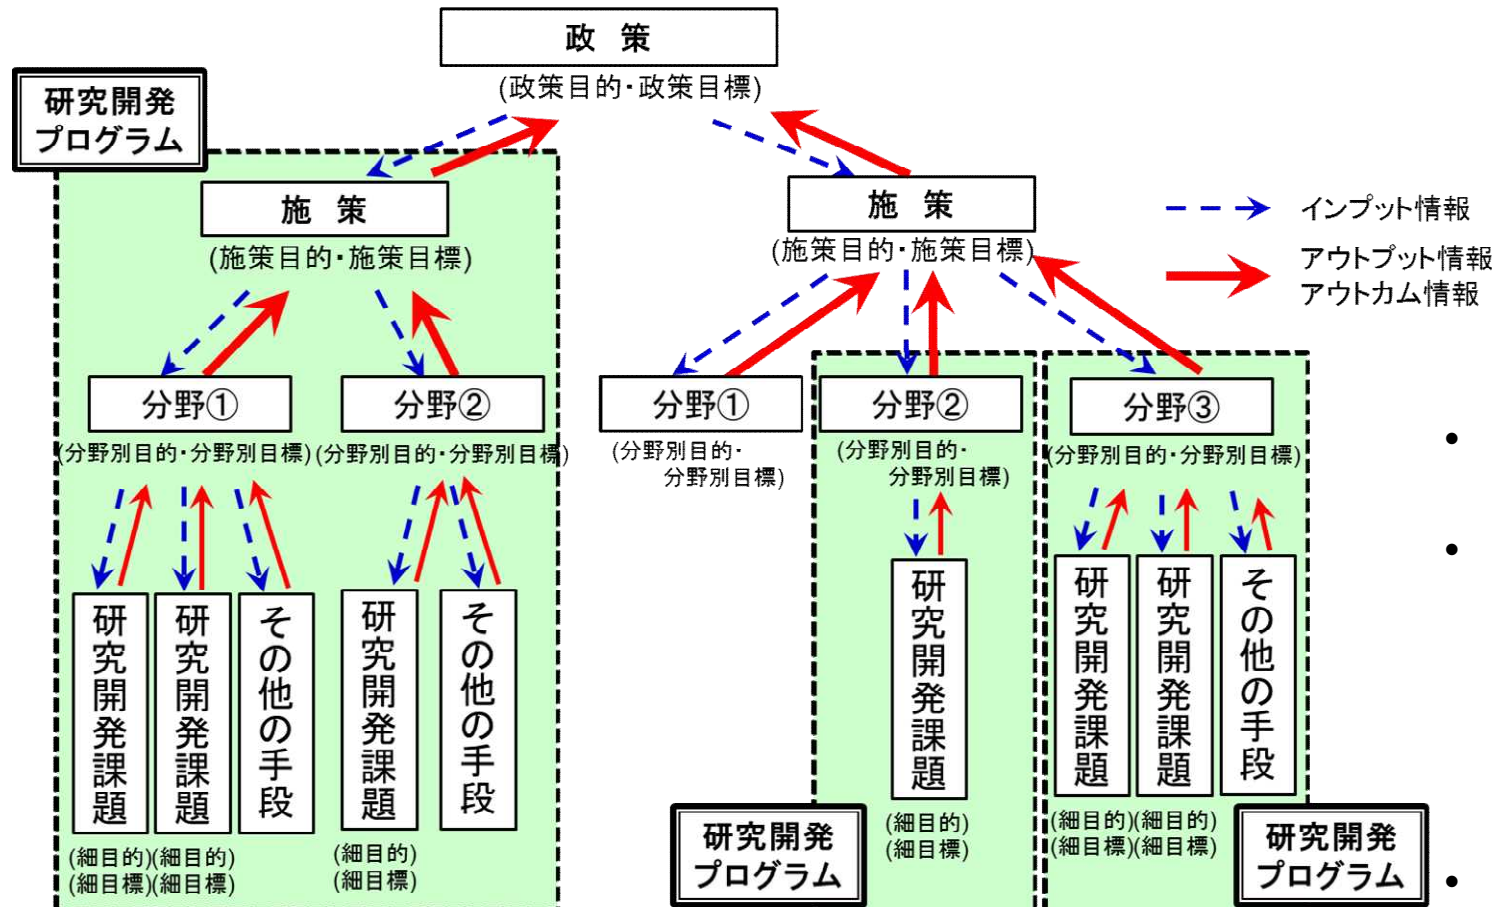 政 策
(政策目的・政策目標)
研究開発
プログラム
施 策
(施策目的・施策目標)
施 策
(施策目的・施策目標)
インプット情報
アウトプット情報
アウトカム情報
分野①
(分野別目的・分野別目標)
分野②
(分野別目的・分野別目標)
分野①
(分野別目的・
分野別目標)
分野②
(分野別目的・
分野別目標)
分野③
(分野別目的・分野別目標)
研究開発課題
研究開発課題
その他の手段
研究開発課題
その他の手段
研究開発課題
研究開発課題
研究開発課題
その他の手段
(細目的)(細目的)
(細目標)(細目標)
(細目的)
(細目標)
(細目的)
(細目標)
(細目的)(細目的)
(細目標)(細目標)
研究開発
プログラム
研究開発
プログラム
•
•
•